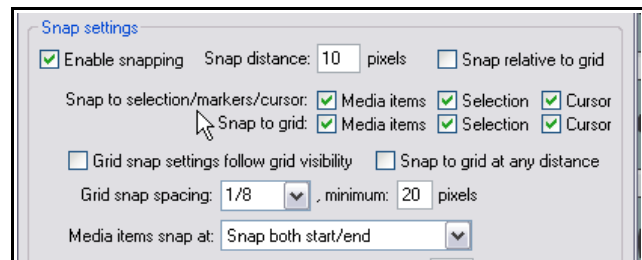 Snap settings
Enable snapping Snap distance: 10 pixels Snap relative to grid
Snap to selection/markers/cursor: Media items Selection Cursor
Snap to grid: Media items Selection Cursor
Grid snap settings follow grid visibility Snap to grid at any distance
Grid snap spacing: 1/8 , minimum: 20 pixels
Media items snap at: Snap both start/end